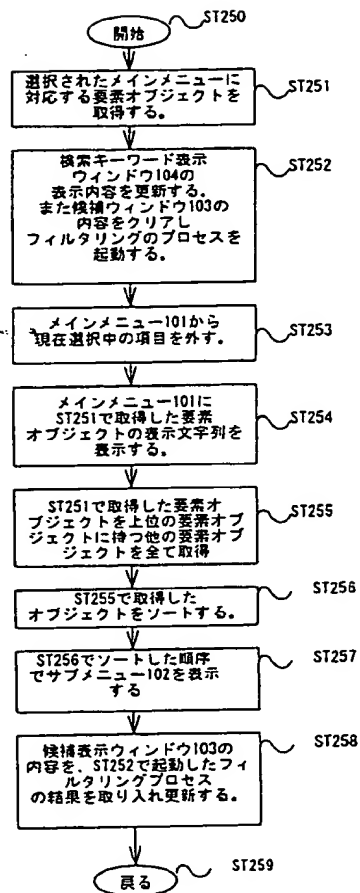 開始
ST250
選択されたメインメニューに
対応する要素オブジェクトを
取得する。
ST251
検索キーワード表示
ウィンドウ104の
表示内容を更新する。
また候補ウィンドウ103の
内容をクリアし
フィルタリングのプロセスを
起動する。
ST252
メインメニュー101から
現在選択中の項目を外す。
ST253
メインメニュー101に
ST251で取得した要素
オブジェクトの表示文字列を
表示する。
ST254
ST251で取得した要素オ
ブジェクトを上位の要素オブ
ジェクトに持つ他の要素オブ
ジェクトを全て取得
ST255
ST255で取得した
オブジェクトをソートする。
ST256
ST256でソートした順序
でサブメニュー102を表示
する
ST257
候補表示ウィンドウ103の
内容を、ST252で起動したフィ
ルタリングプロセス
の結果を取り入れ更新する。
ST258
戻る
ST259